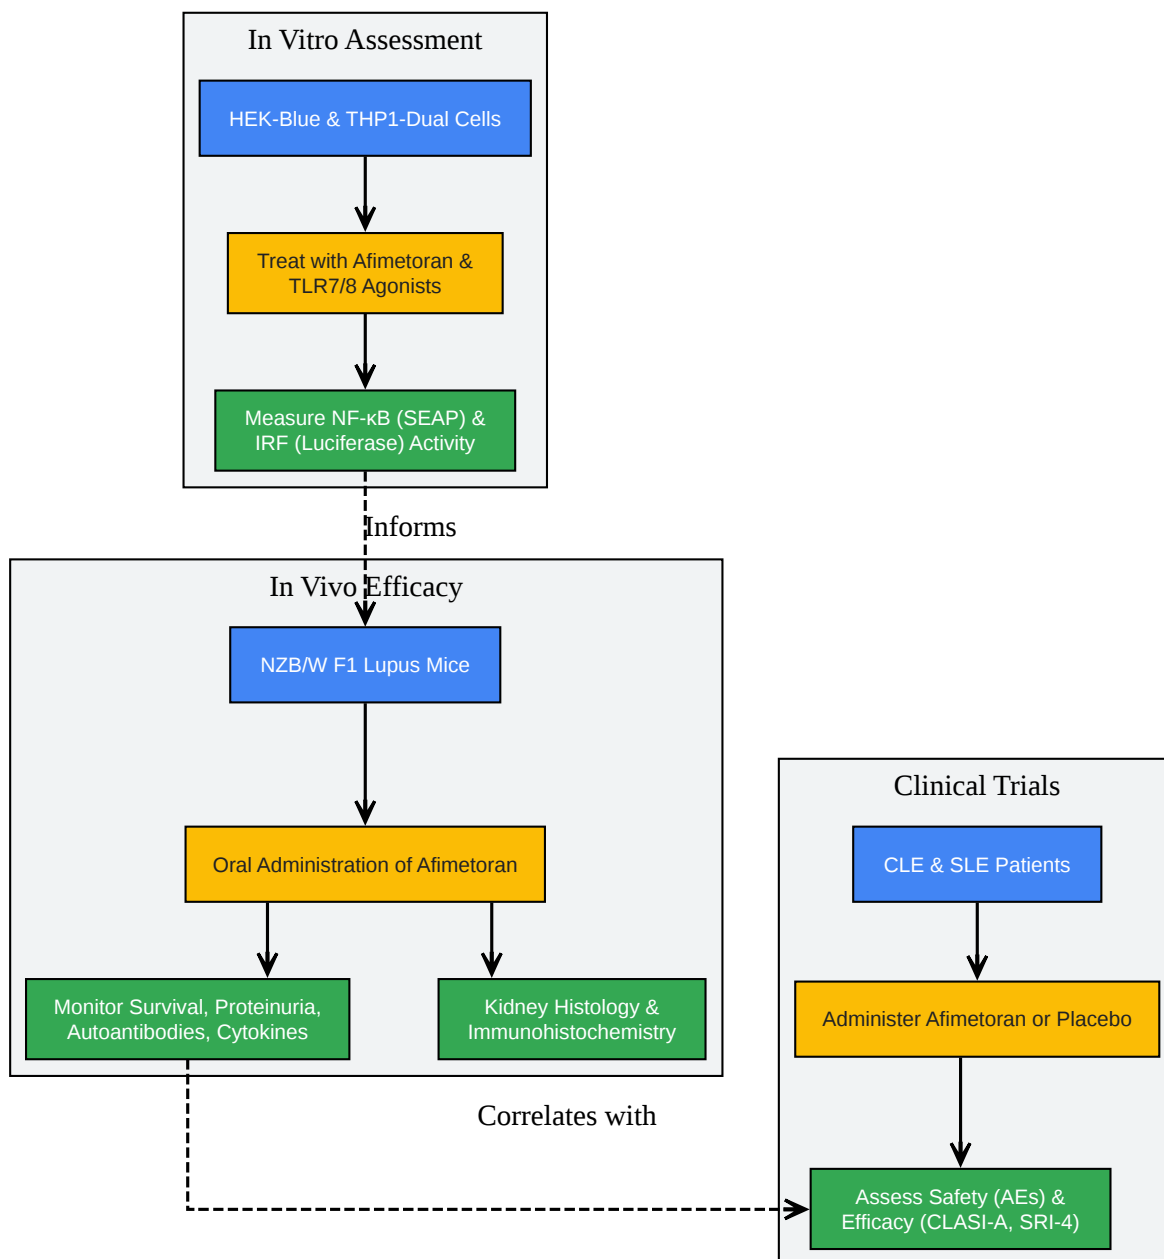 In Vitro Assessment
HEK-Blue & THP1-Dual Cells
Treat with Afimetoran &
TLR7/8 Agonists
Measure NF-κB (SEAP) &
IRF (Luciferase) Activity
Informs
In Vivo Efficacy
NZB/W F1 Lupus Mice
Oral Administration of Afimetoran
Monitor Survival, Proteinuria,
Autoantibodies, Cytokines
Kidney Histology &
Immunohistochemistry
Correlates with
Clinical Trials
CLE & SLE Patients
Administer Afimetoran or Placebo
Assess Safety (AEs) &
Efficacy (CLASI-A, SRI-4)